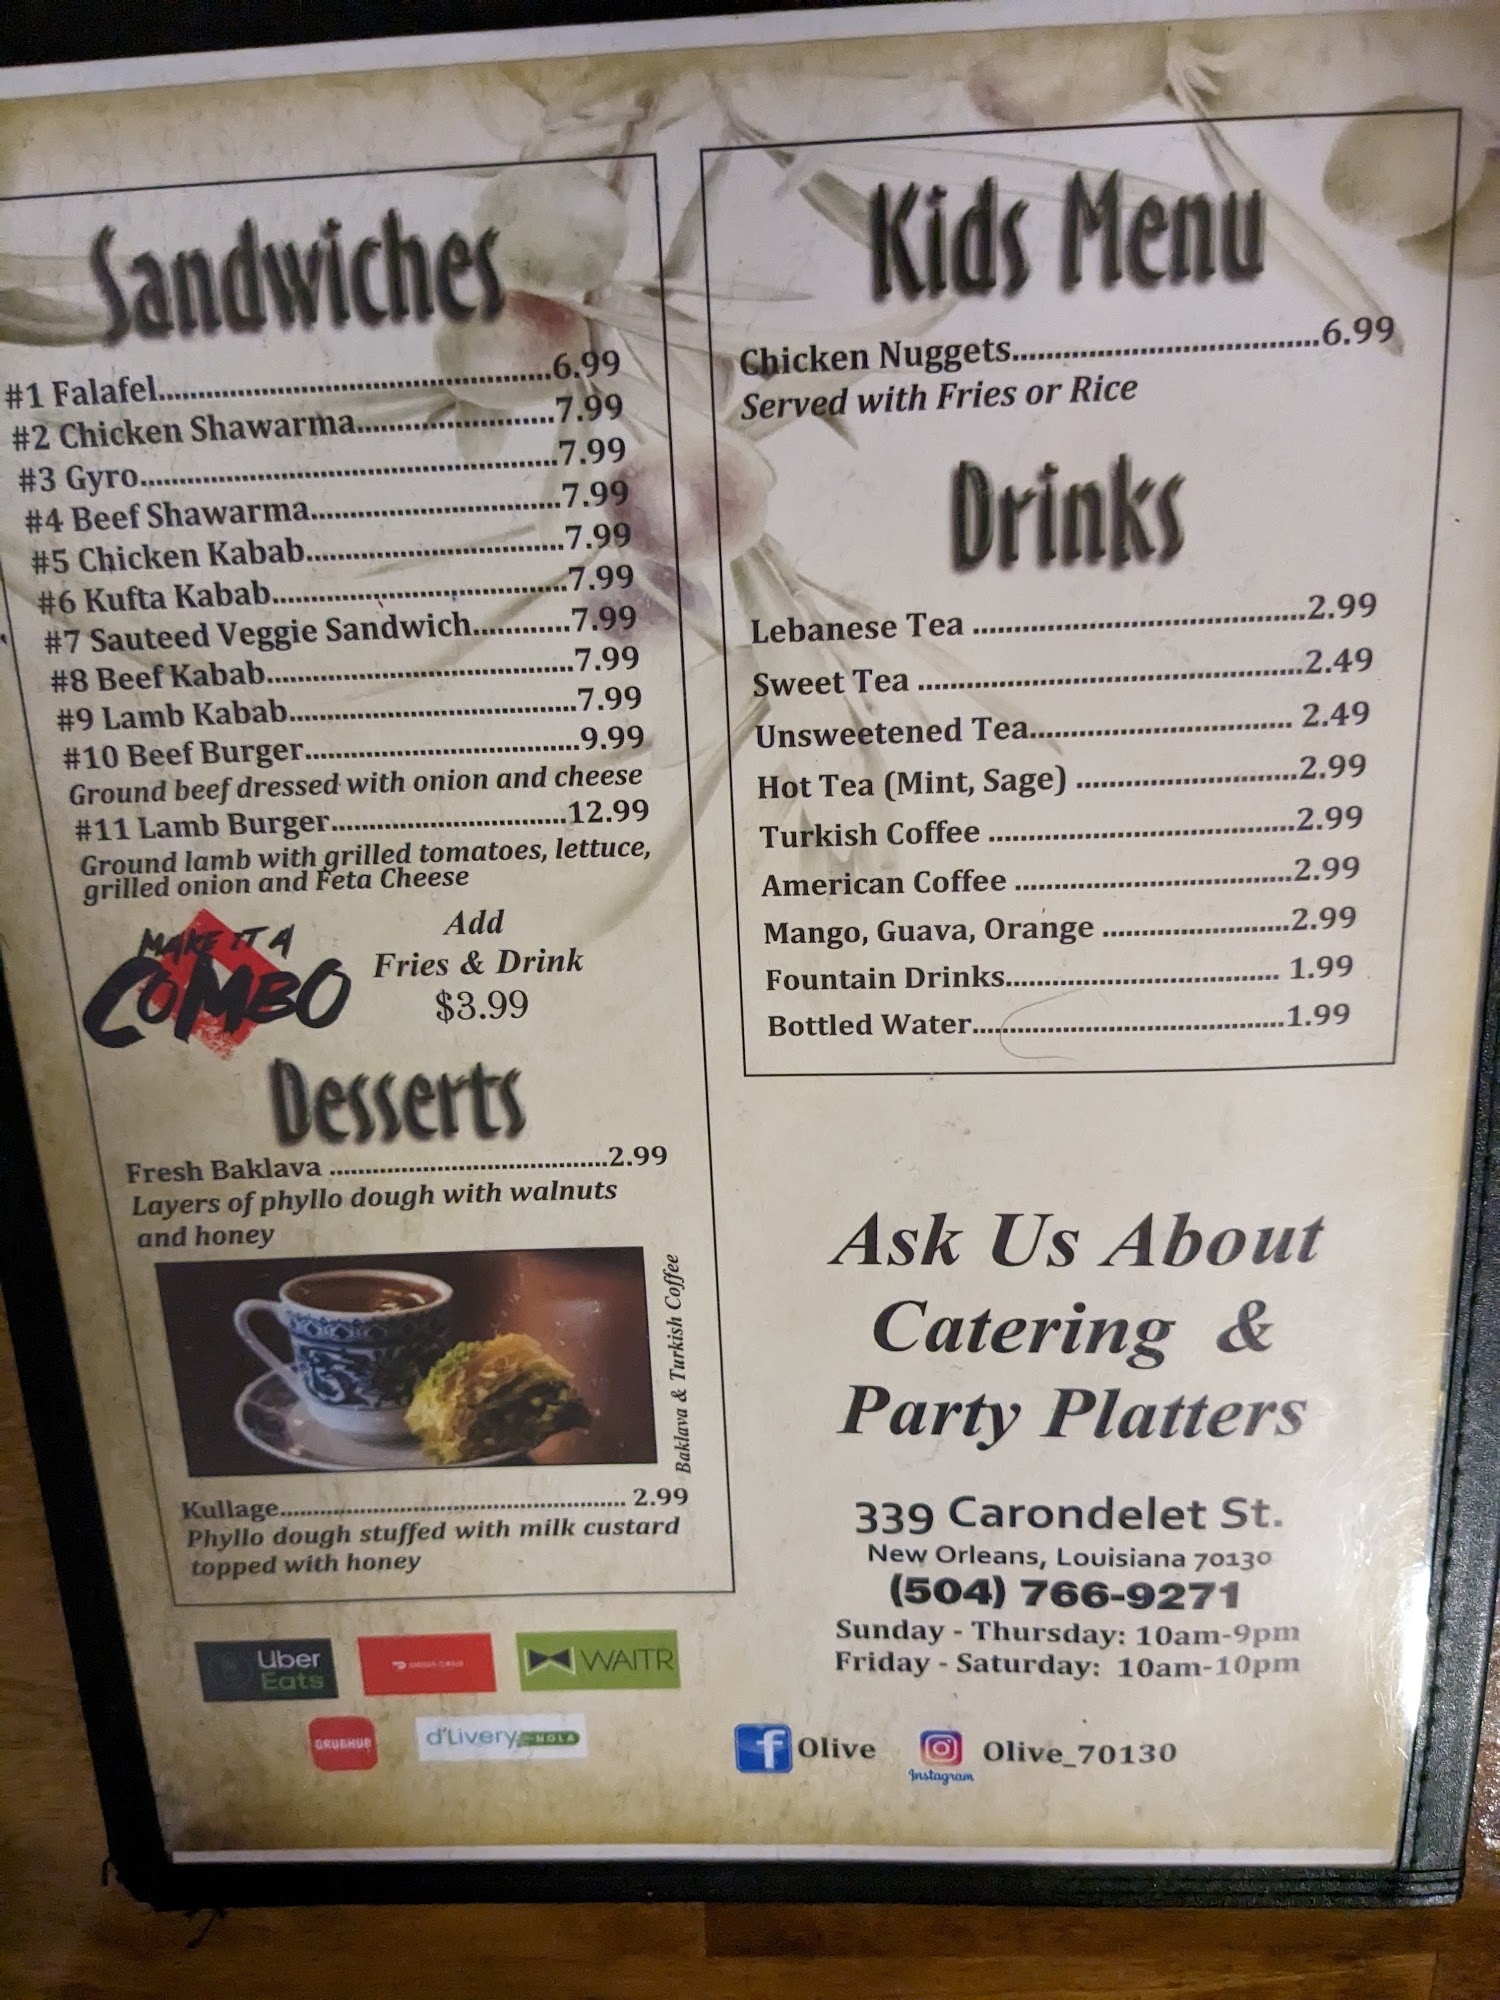 Sandwiches
#1 Falafel..............................................6.99
#2 Chicken Shawarma.......................7.99
#3 Gyro.................................................7.99
#4 Beef Shawarma..............................7.99
#5 Chicken Kabab...............................7.99
#6 Kufta Kabab...................................7.99
#7 Sauteed Veggie Sandwich............7.99
#8 Beef Kabab.....................................7.99
#9 Lamb Kabab...................................7.99
#10 Beef Burger..................................9.99
Ground beef dressed with onion and cheese
#11 Lamb Burger..............................12.99
Ground lamb with grilled tomatoes, lettuce,
grilled onion and Feta Cheese
MAKE IT A
COMBO
Add
Fries & Drink
$3.99
Desserts
Fresh Baklava ......................................2.99
Layers of phyllo dough with walnuts
and honey
Baklava & Turkish Coffee
Kullage............................................... 2.99
Phyllo dough stuffed with milk custard
topped with honey
Uber
Eats
DOOR DASH
WAITR
GRUBHUB
d'Livery NOLA
Kids Menu
Chicken Nuggets....................................6.99
Served with Fries or Rice
Drinks
Lebanese Tea ........................................2.99
Sweet Tea ..............................................2.49
Unsweetened Tea................................ 2.49
Hot Tea (Mint, Sage) ...........................2.99
Turkish Coffee .....................................2.99
American Coffee ..................................2.99
Mango, Guava, Orange .......................2.99
Fountain Drinks.................................. 1.99
Bottled Water.......................................1.99
Ask Us About
Catering &
Party Platters
339 Carondelet St.
New Orleans, Louisiana 70130
(504) 766-9271
Sunday - Thursday: 10am-9pm
Friday - Saturday: 10am-10pm
Olive
Instagram
Olive_70130